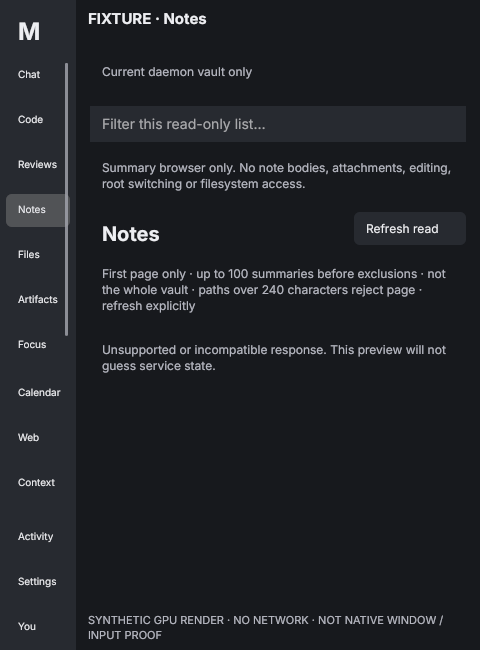 M
Chat
Code
Reviews
Notes
Files
Artifacts
Focus
Calendar
Web
Context
Activity
Settings
You
FIXTURE · Notes
Current daemon vault only
Filter this read-only list...
Summary browser only. No note bodies, attachments, editing,
root switching or filesystem access.
Notes
Refresh read
First page only · up to 100 summaries before exclusions · not
the whole vault · paths over 240 characters reject page ·
refresh explicitly
Unsupported or incompatible response. This preview will not
guess service state.
SYNTHETIC GPU RENDER · NO NETWORK · NOT NATIVE WINDOW /
INPUT PROOF